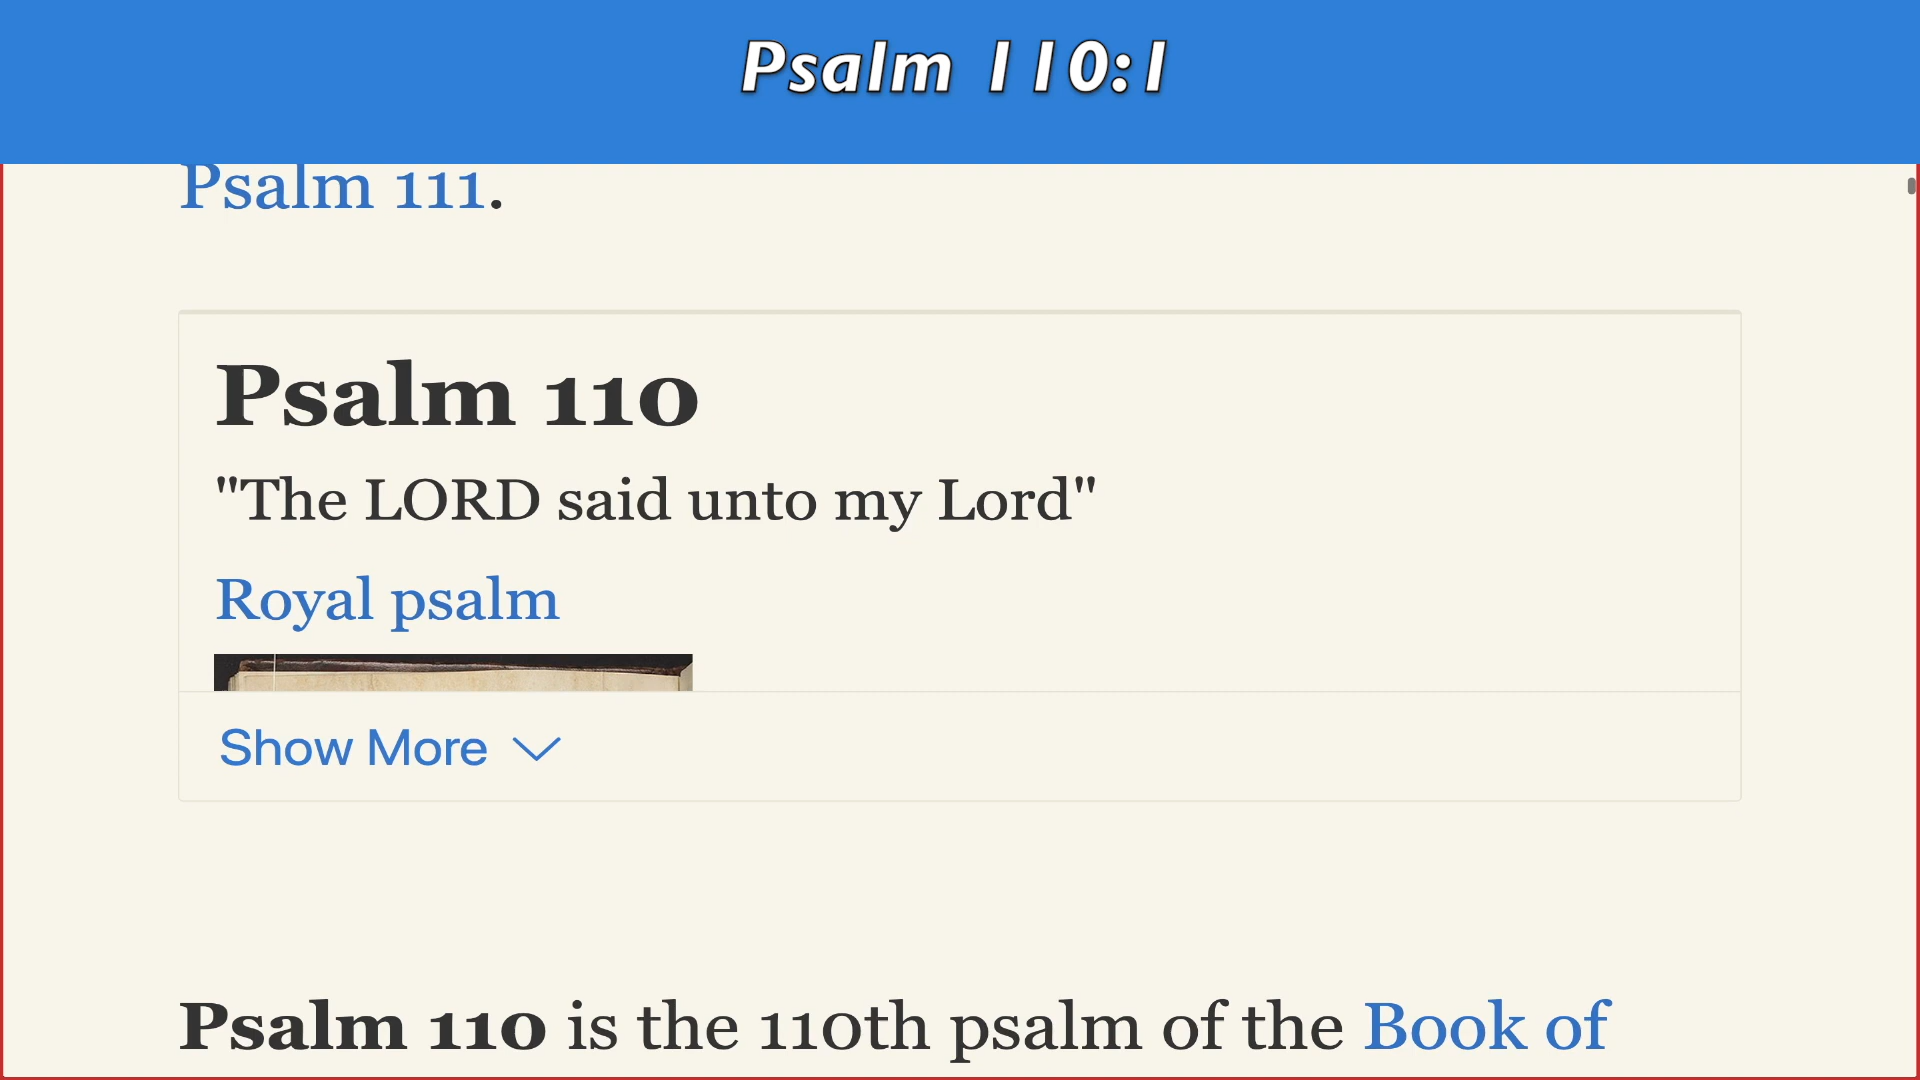 Psalm 110:1
Psalm 111.
Psalm 110
"The LORD said unto my Lord"
Royal psalm
Show More
Psalm 110 is the 110th psalm of the Book of